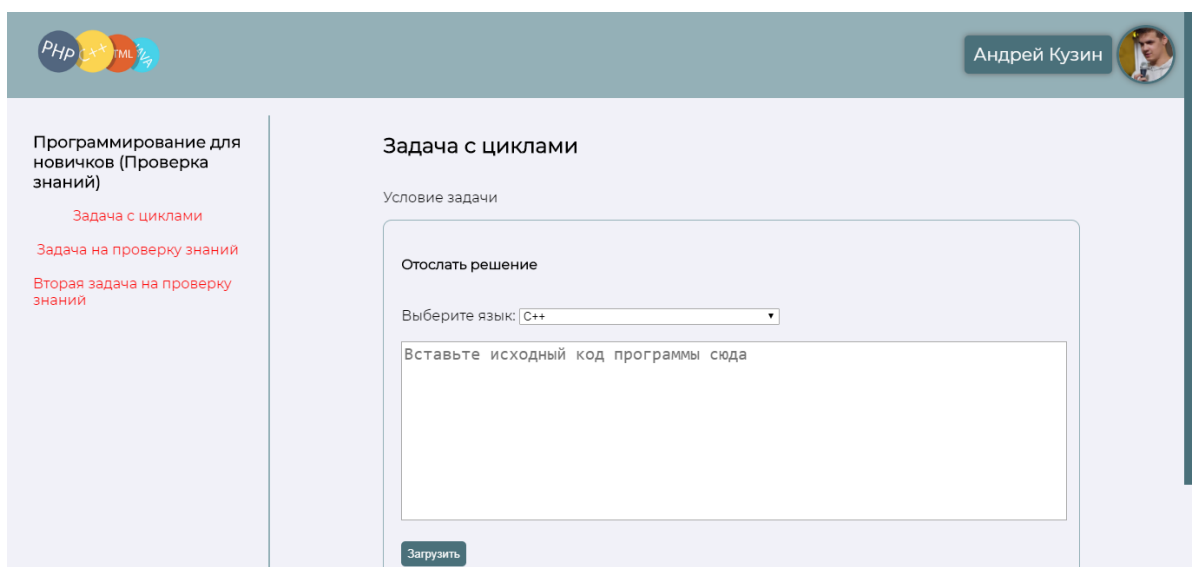 PHP C++ HTML JAVA
Андрей Кузин
Программирование для
новичков (Проверка
знаний)
Задача с циклами
Задача на проверку знаний
Вторая задача на проверку
знаний
Задача с циклами
Условие задачи
Отослать решение
Выберите язык: C++
Вставьте исходный код программы сюда
Загрузить